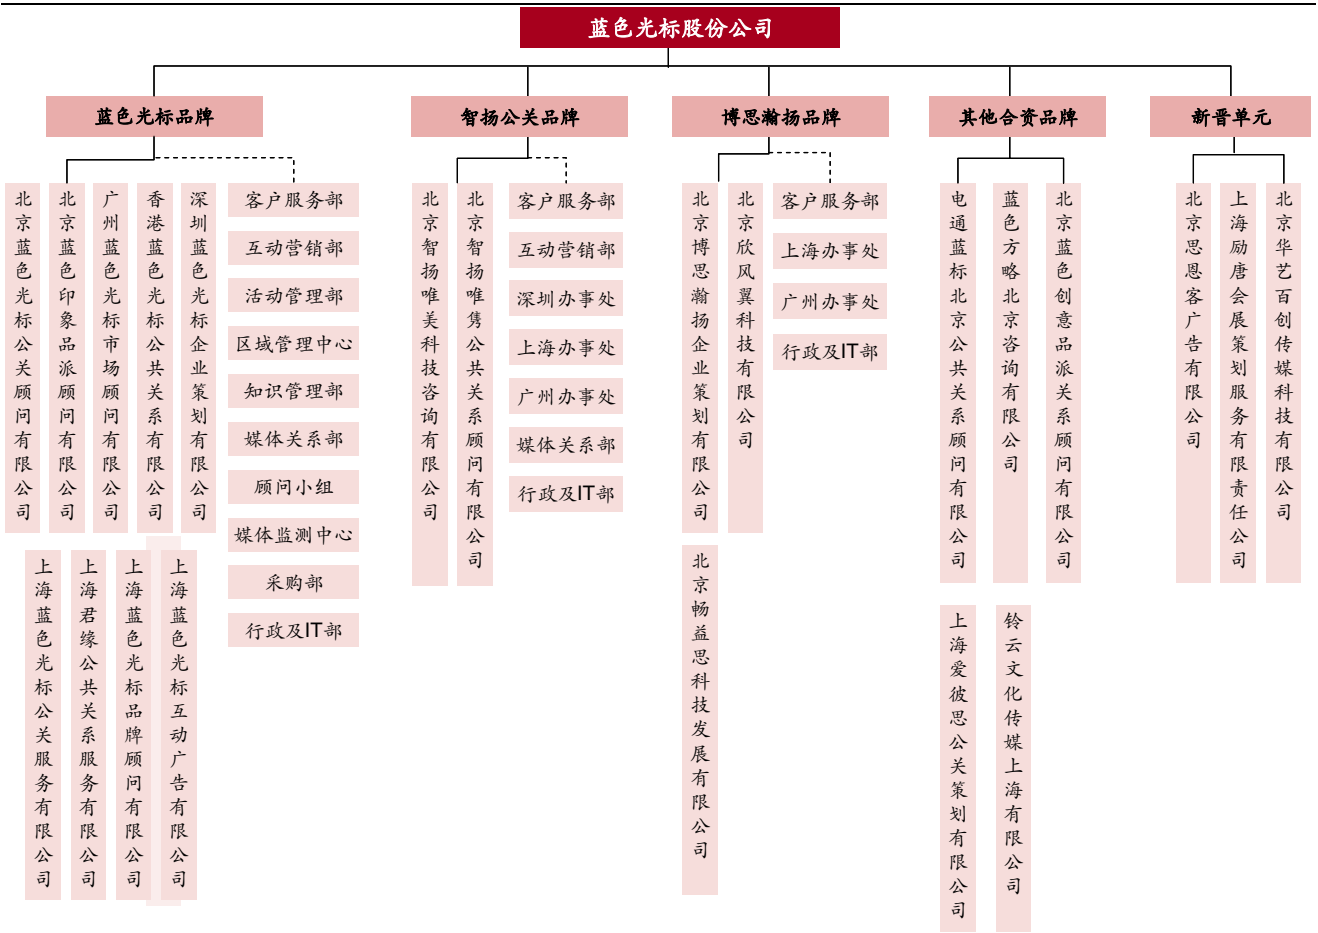 蓝色光标股份公司
蓝色光标品牌
智扬公关品牌
博思瀚扬品牌
其他合资品牌
新晋单元
北京蓝色光标公关顾问有限公司
北京蓝色印象品派顾问有限公司
广州蓝色光标市场顾问有限公司
香港蓝色光标公共关系有限公司
深圳蓝色光标企业策划有限公司
客户服务部
互动营销部
活动管理部
区域管理中心
知识管理部
媒体关系部
顾问小组
媒体监测中心
采购部
行政及IT部
上海蓝色光标公关服务有限公司
上海君缘公共关系服务有限公司
上海蓝色光标品牌顾问有限公司
上海蓝色光标互动广告有限公司
北京智扬唯美科技咨询有限公司
北京智扬唯隽公共关系顾问有限公司
客户服务部
互动营销部
深圳办事处
上海办事处
广州办事处
媒体关系部
行政及IT部
北京博思瀚扬企业策划有限公司
北京欣风翼科技有限公司
客户服务部
上海办事处
广州办事处
行政及IT部
北京畅益思科技发展有限公司
电通蓝标北京公共关系顾问有限公司
蓝色方略北京咨询有限公司
北京蓝色创意品派关系顾问有限公司
上海爱彼思公关策划有限公司
铃云文化传媒上海有限公司
北京思恩客广告有限公司
上海励唐会展策划服务有限责任公司
北京华艺百创传媒科技有限公司